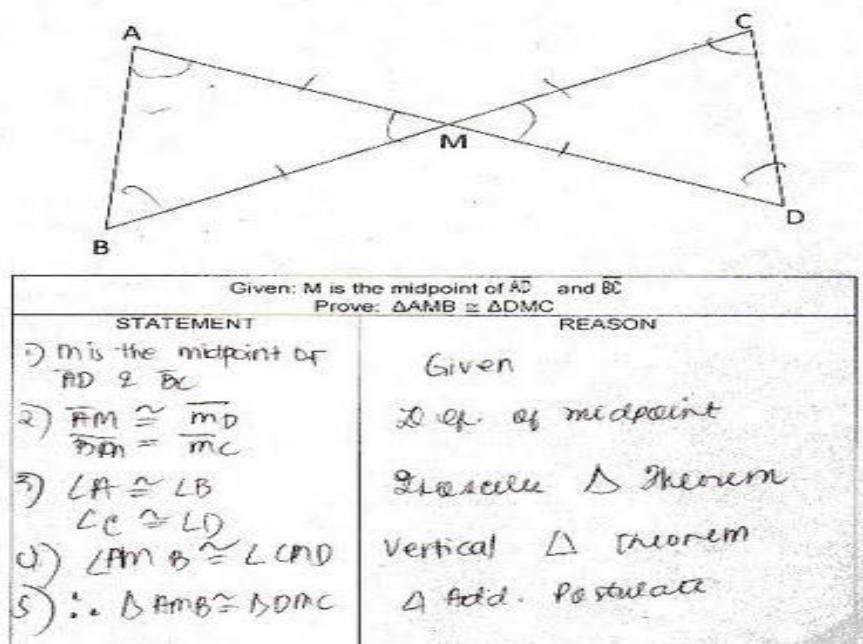 A
C
M
B
D
Given: M is the midpoint of AD and BC
Prove: ΔAMB ≅ ΔDMC
STATEMENT REASON
1) M is the midpoint of Given
AD & BC
2) AM ≅ MD Def. of midpoint
BM = MC
3) ∠A ≅ ∠B Isosceles Δ Theorem
∠C ≅ ∠D
4) ∠AMB ≅ ∠CMD Vertical Δ Theorem
5) ∴ ΔAMB ≅ ΔDMC Δ Add. Postulate